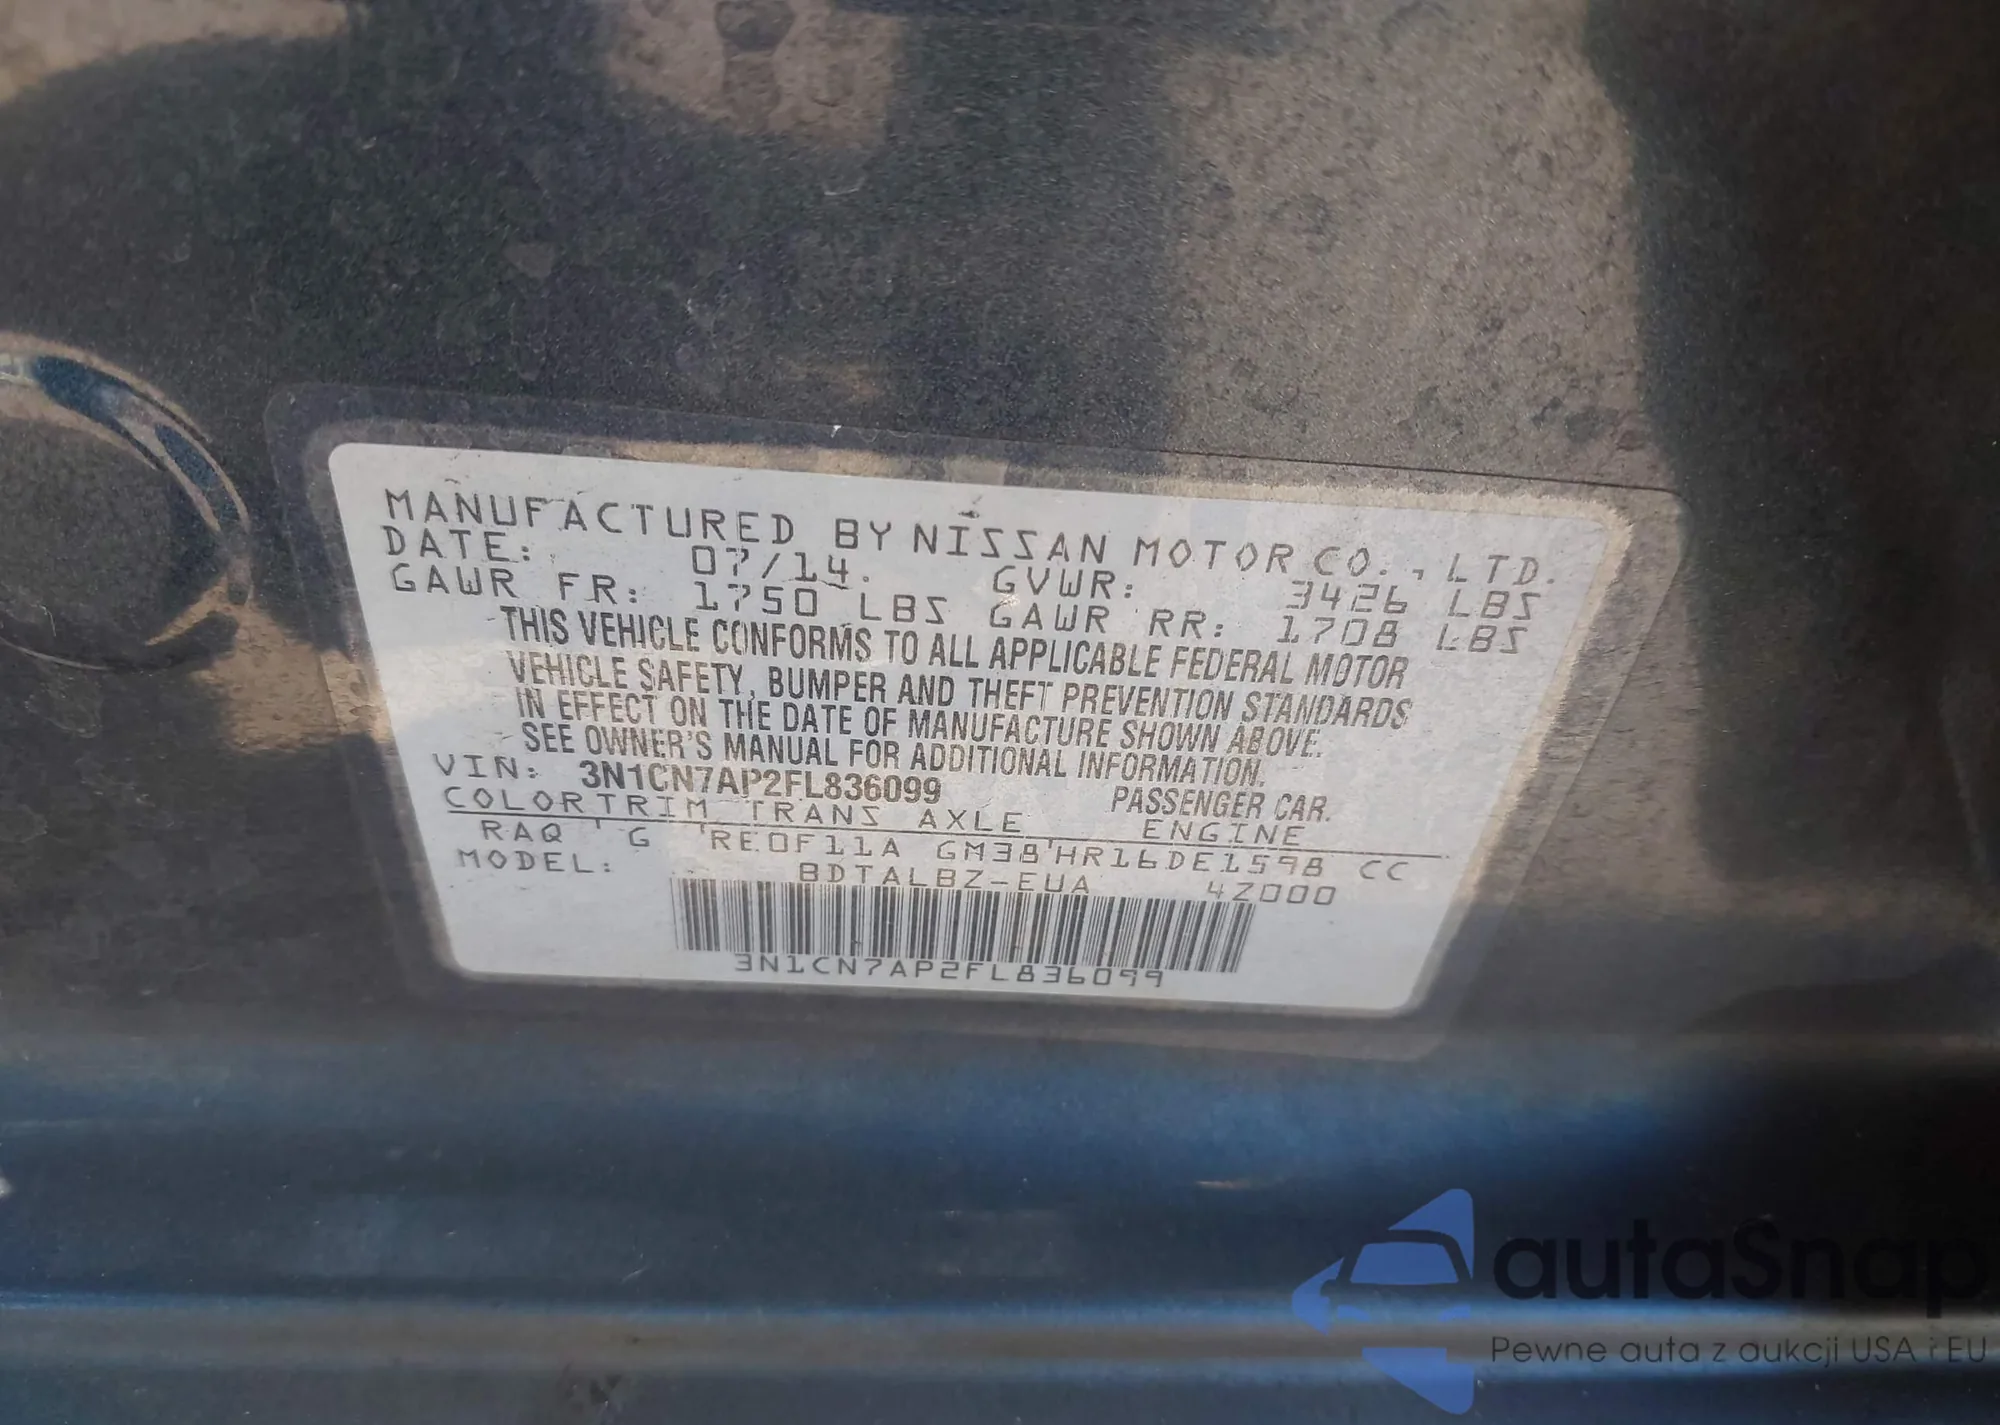 MANUFACTURED BY NISSAN MOTOR CO., LTD.
DATE: 07/14 GVWR: 3426 LBS
GAWR FR: 1750 LBS GAWR RR: 1708 LBS
THIS VEHICLE CONFORMS TO ALL APPLICABLE FEDERAL MOTOR
VEHICLE SAFETY, BUMPER AND THEFT PREVENTION STANDARDS
IN EFFECT ON THE DATE OF MANUFACTURE SHOWN ABOVE.
SEE OWNER'S MANUAL FOR ADDITIONAL INFORMATION.
VIN: 3N1CN7AP2FL836099 PASSENGER CAR.
COLOR TRIM TRANS AXLE ENGINE
RAQ G RE0F11A GM38 HR16DE1598 CC
MODEL: BDTALBZ-EUA 4Z000
3N1CN7AP2FL836099
autaSnap
Pewne auta z aukcji USA i EU